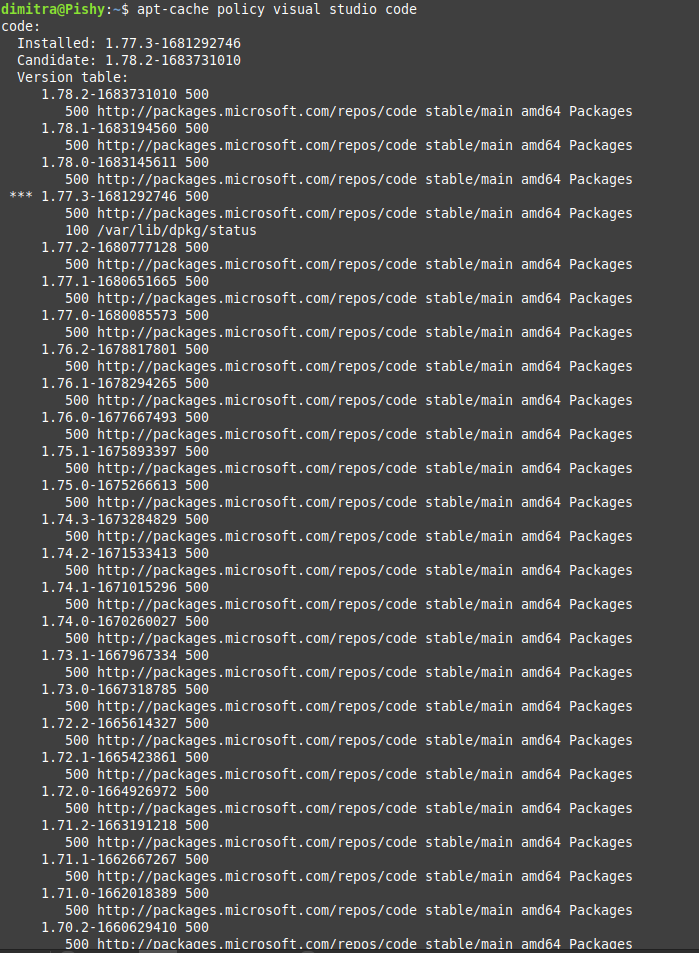 dimitra@Pishy:~$ apt-cache policy visual studio code
code:
  Installed: 1.77.3-1681292746
  Candidate: 1.78.2-1683731010
  Version table:
     1.78.2-1683731010 500
        500 http://packages.microsoft.com/repos/code stable/main amd64 Packages
     1.78.1-1683194560 500
        500 http://packages.microsoft.com/repos/code stable/main amd64 Packages
     1.78.0-1683145611 500
        500 http://packages.microsoft.com/repos/code stable/main amd64 Packages
 *** 1.77.3-1681292746 500
        500 http://packages.microsoft.com/repos/code stable/main amd64 Packages
        100 /var/lib/dpkg/status
     1.77.2-1680777128 500
        500 http://packages.microsoft.com/repos/code stable/main amd64 Packages
     1.77.1-1680651665 500
        500 http://packages.microsoft.com/repos/code stable/main amd64 Packages
     1.77.0-1680085573 500
        500 http://packages.microsoft.com/repos/code stable/main amd64 Packages
     1.76.2-1678817801 500
        500 http://packages.microsoft.com/repos/code stable/main amd64 Packages
     1.76.1-1678294265 500
        500 http://packages.microsoft.com/repos/code stable/main amd64 Packages
     1.76.0-1677667493 500
        500 http://packages.microsoft.com/repos/code stable/main amd64 Packages
     1.75.1-1675893397 500
        500 http://packages.microsoft.com/repos/code stable/main amd64 Packages
     1.75.0-1675266613 500
        500 http://packages.microsoft.com/repos/code stable/main amd64 Packages
     1.74.3-1673284829 500
        500 http://packages.microsoft.com/repos/code stable/main amd64 Packages
     1.74.2-1671533413 500
        500 http://packages.microsoft.com/repos/code stable/main amd64 Packages
     1.74.1-1671015296 500
        500 http://packages.microsoft.com/repos/code stable/main amd64 Packages
     1.74.0-1670260027 500
        500 http://packages.microsoft.com/repos/code stable/main amd64 Packages
     1.73.1-1667967334 500
        500 http://packages.microsoft.com/repos/code stable/main amd64 Packages
     1.73.0-1667318785 500
        500 http://packages.microsoft.com/repos/code stable/main amd64 Packages
     1.72.2-1665614327 500
        500 http://packages.microsoft.com/repos/code stable/main amd64 Packages
     1.72.1-1665423861 500
        500 http://packages.microsoft.com/repos/code stable/main amd64 Packages
     1.72.0-1664926972 500
        500 http://packages.microsoft.com/repos/code stable/main amd64 Packages
     1.71.2-1663191218 500
        500 http://packages.microsoft.com/repos/code stable/main amd64 Packages
     1.71.1-1662667267 500
        500 http://packages.microsoft.com/repos/code stable/main amd64 Packages
     1.71.0-1662018389 500
        500 http://packages.microsoft.com/repos/code stable/main amd64 Packages
     1.70.2-1660629410 500
        500 http://packages.microsoft.com/repos/code stable/main amd64 Packages